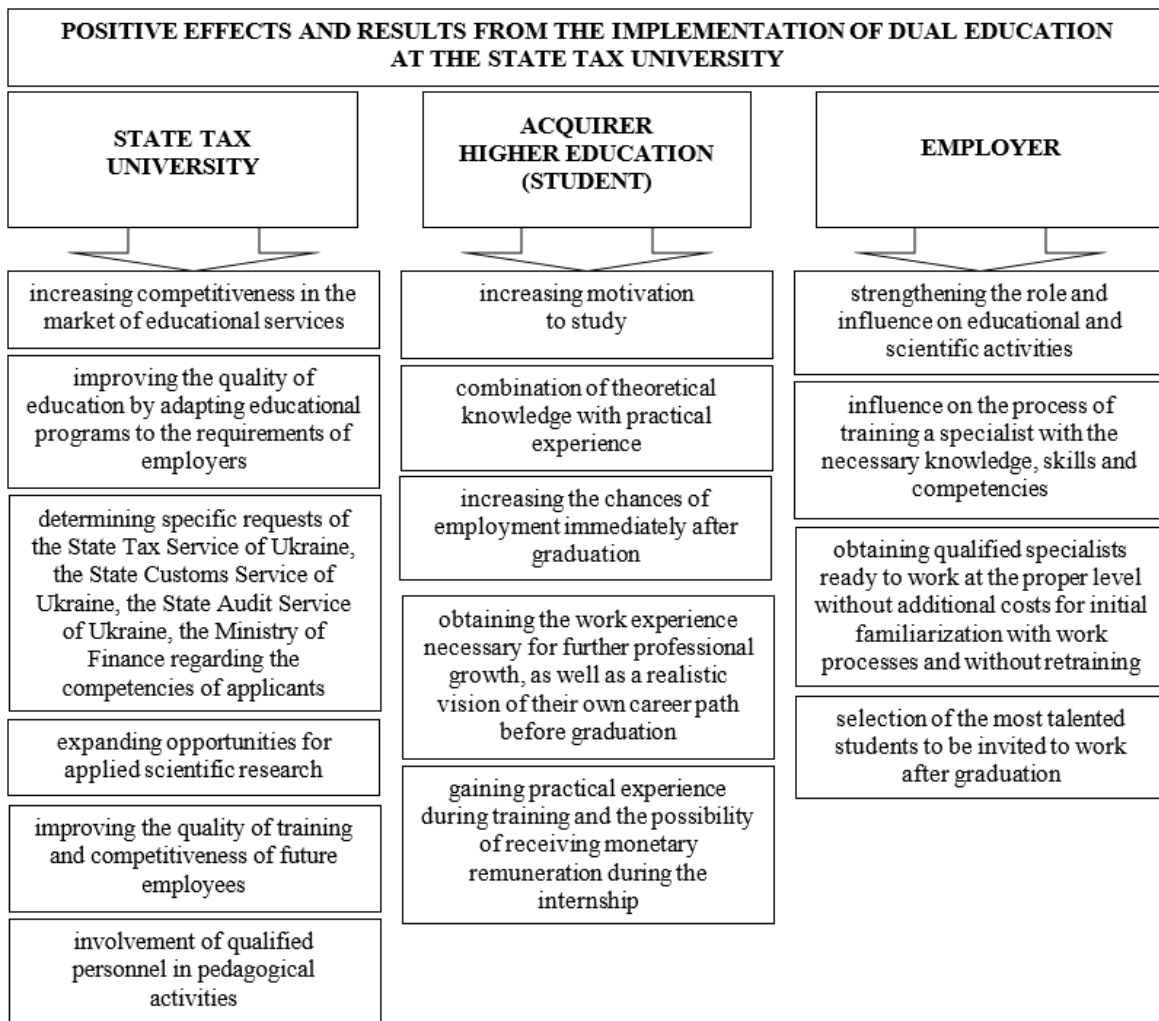 POSITIVE EFFECTS AND RESULTS FROM THE IMPLEMENTATION OF DUAL EDUCATION
AT THE STATE TAX UNIVERSITY
STATE TAX
UNIVERSITY
increasing competitiveness in the
market of educational services
improving the quality of
education by adapting educational
programs to the requirements of
employers
determining specific requests of
the State Tax Service of Ukraine,
the State Customs Service of
Ukraine, the State Audit Service
of Ukraine, the Ministry of
Finance regarding the
competencies of applicants
expanding opportunities for
applied scientific research
improving the quality of training
and competitiveness of future
employees
involvement of qualified
personnel in pedagogical
activities
ACQUIRER
HIGHER EDUCATION
(STUDENT)
increasing motivation
to study
combination of theoretical
knowledge with practical
experience
increasing the chances of
employment immediately after
graduation
obtaining the work experience
necessary for further professional
growth, as well as a realistic
vision of their own career path
before graduation
gaining practical experience
during training and the possibility
of receiving monetary
remuneration during the
internship
EMPLOYER
strengthening the role and
influence on educational and
scientific activities
influence on the process of
training a specialist with the
necessary knowledge, skills and
competencies
obtaining qualified specialists
ready to work at the proper level
without additional costs for initial
familiarization with work
processes and without retraining
selection of the most talented
students to be invited to work
after graduation